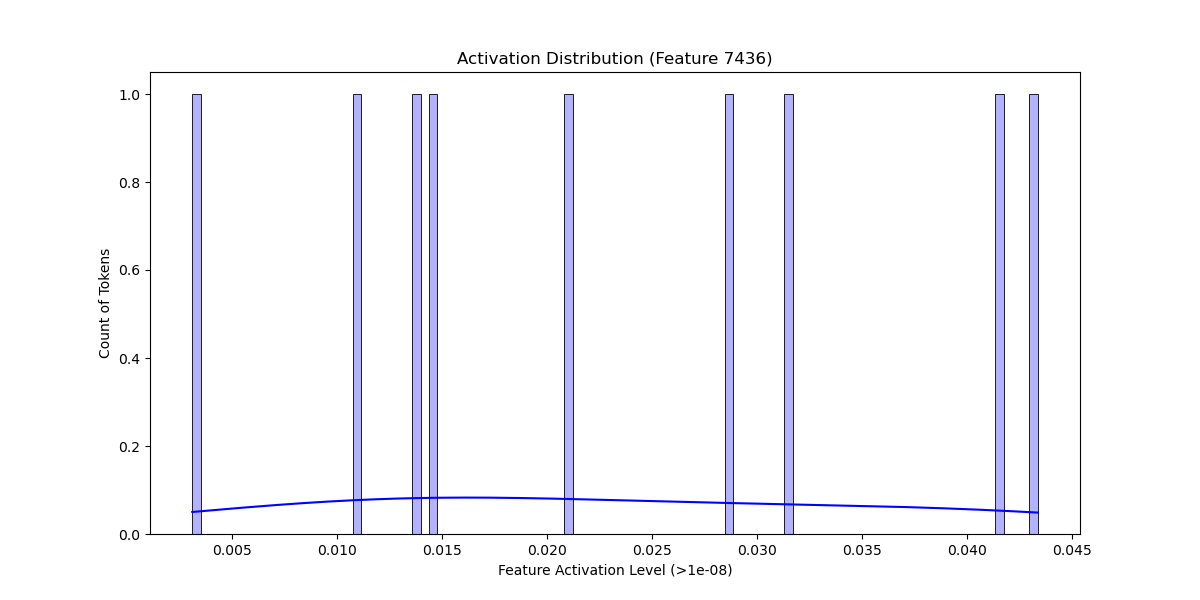 Activation Distribution (Feature 7436)
1.0
0.8
0.6
0.4
0.2
0.0
Count of Tokens
0.005 0.010 0.015 0.020 0.025 0.030 0.035 0.040 0.045
Feature Activation Level (>1e-08)